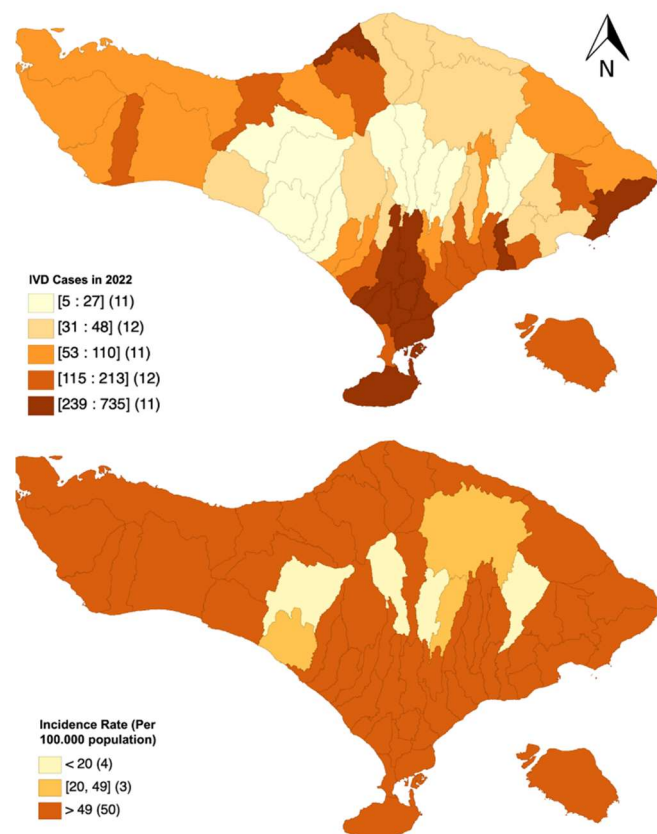 N
IVD Cases in 2022
[5 : 27] (11)
[31 : 48] (12)
[53 : 110] (11)
[115 : 213] (12)
[239 : 735] (11)
Incidence Rate (Per
100.000 population)
< 20 (4)
[20, 49] (3)
> 49 (50)